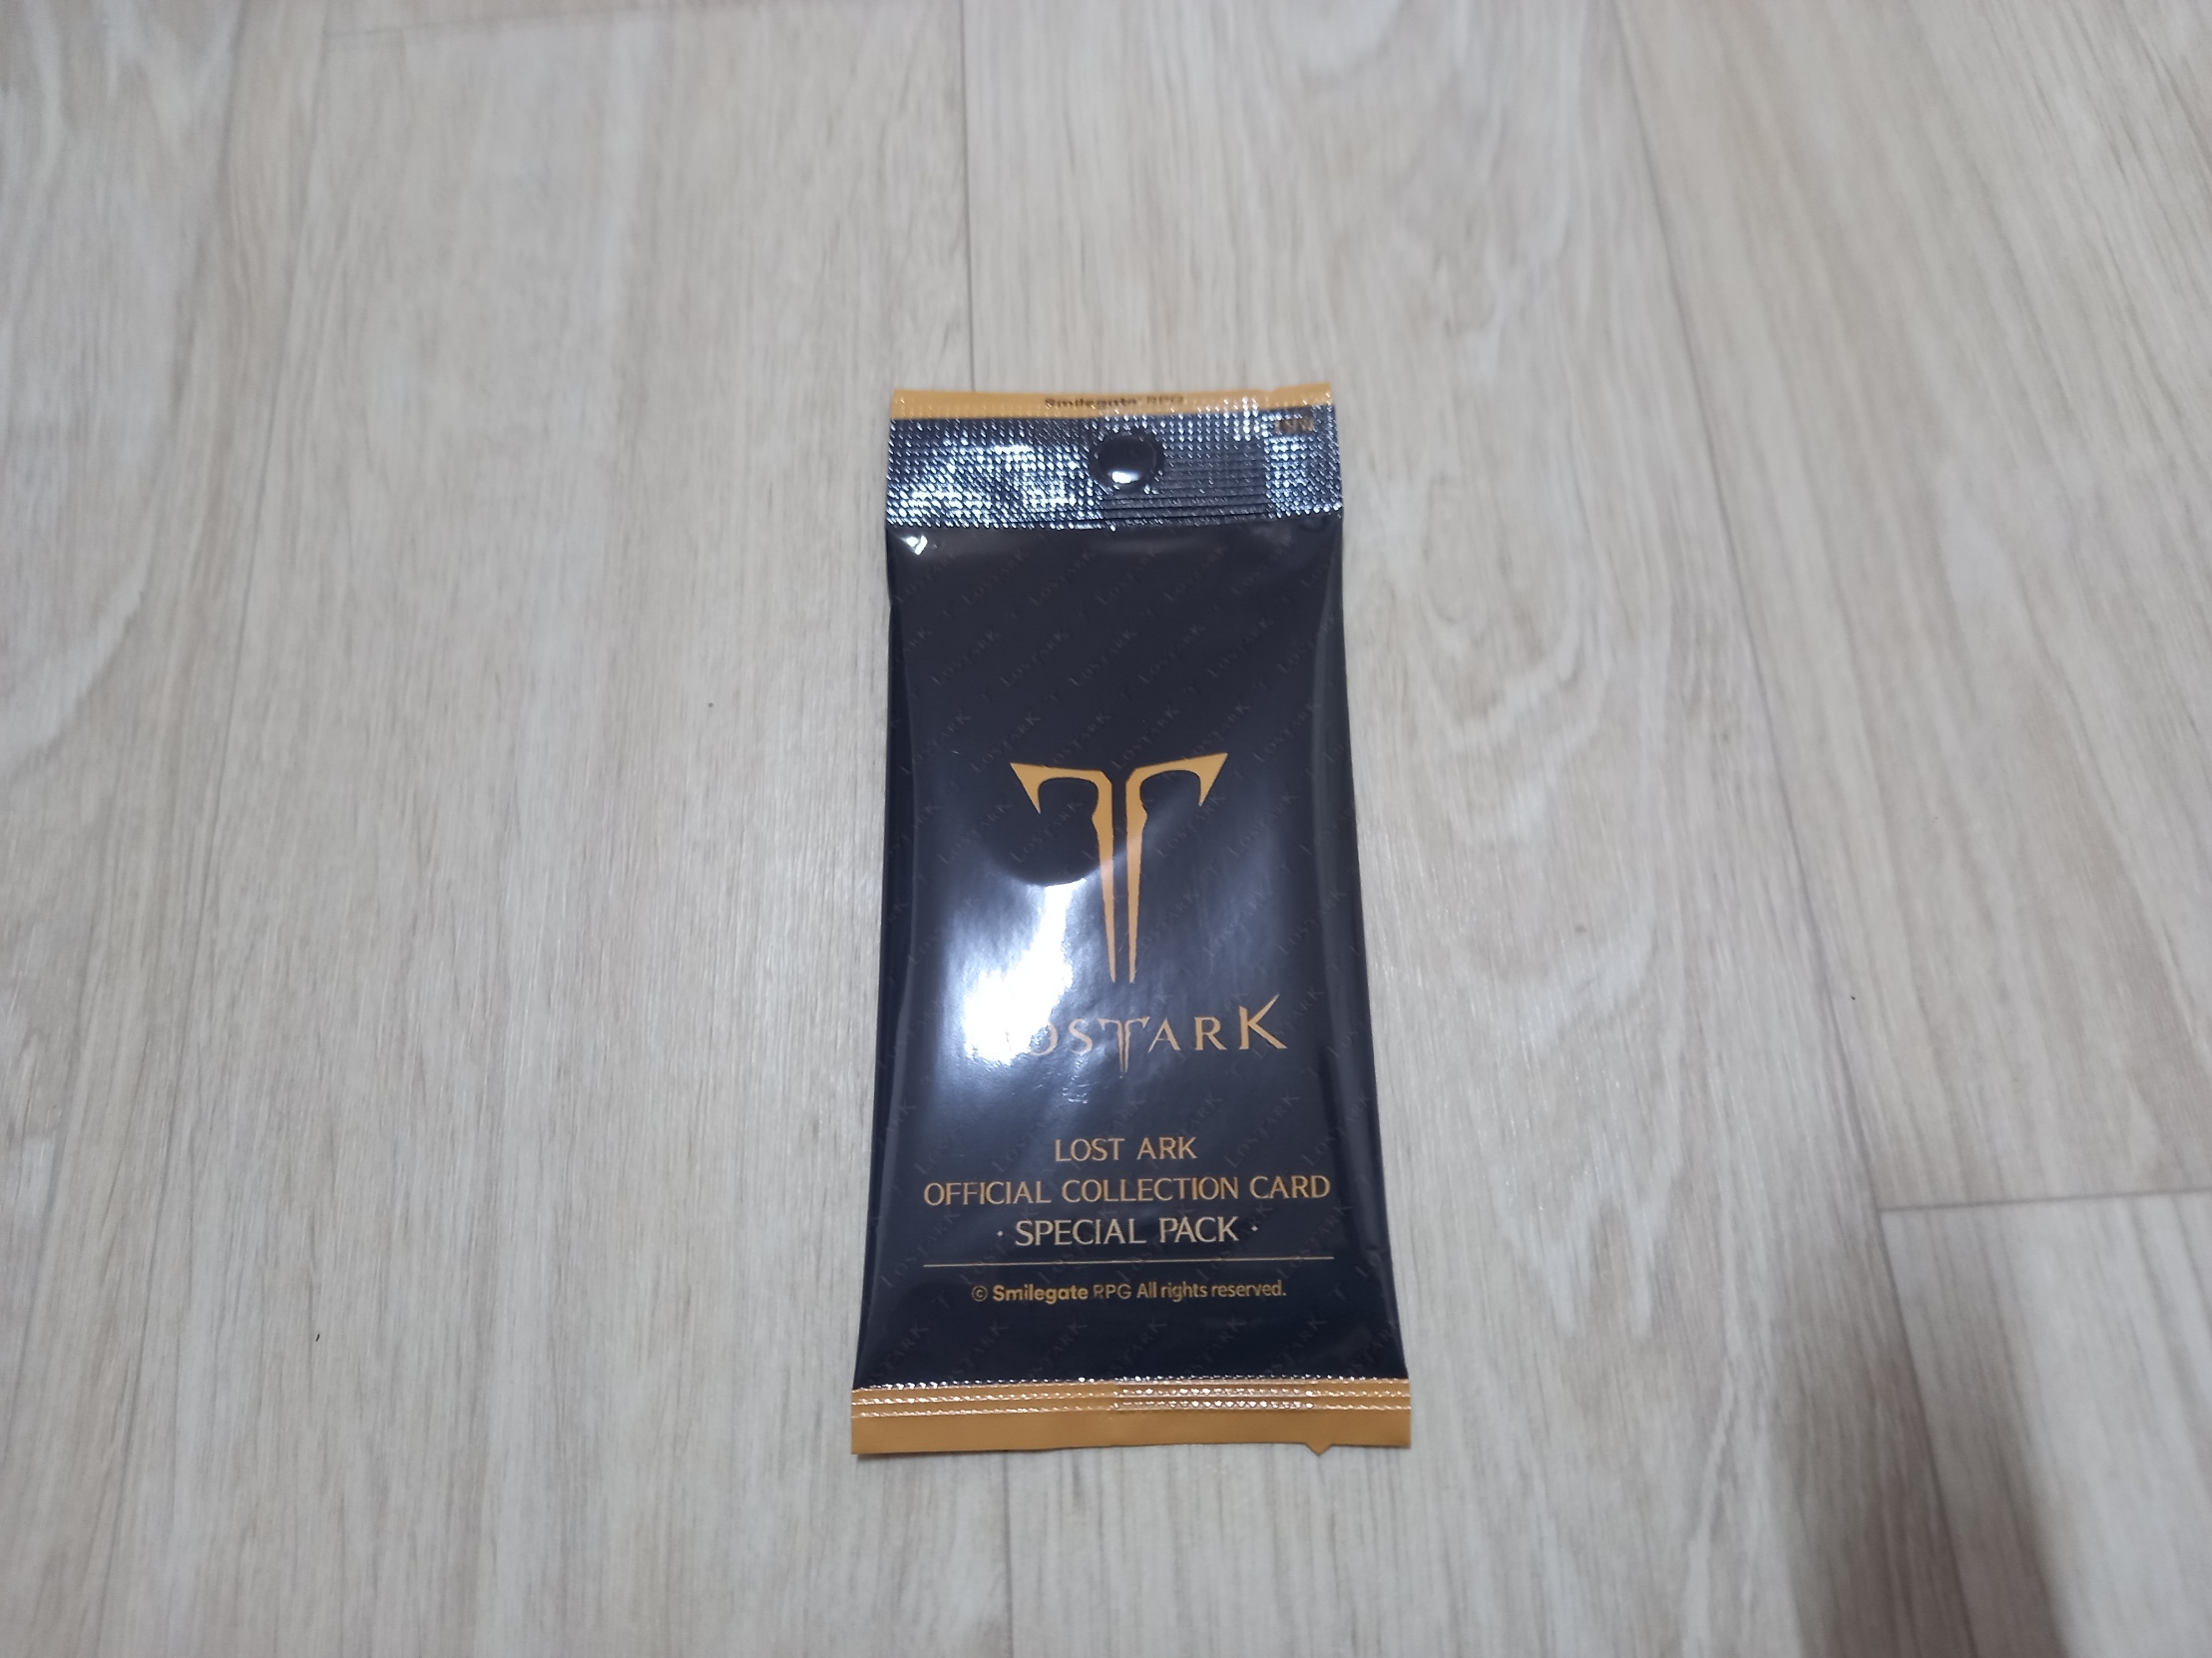 Smilegate RPG
LOSTARK
LOST ARK
OFFICIAL COLLECTION CARD
· SPECIAL PACK ·
© Smilegate RPG All rights reserved.